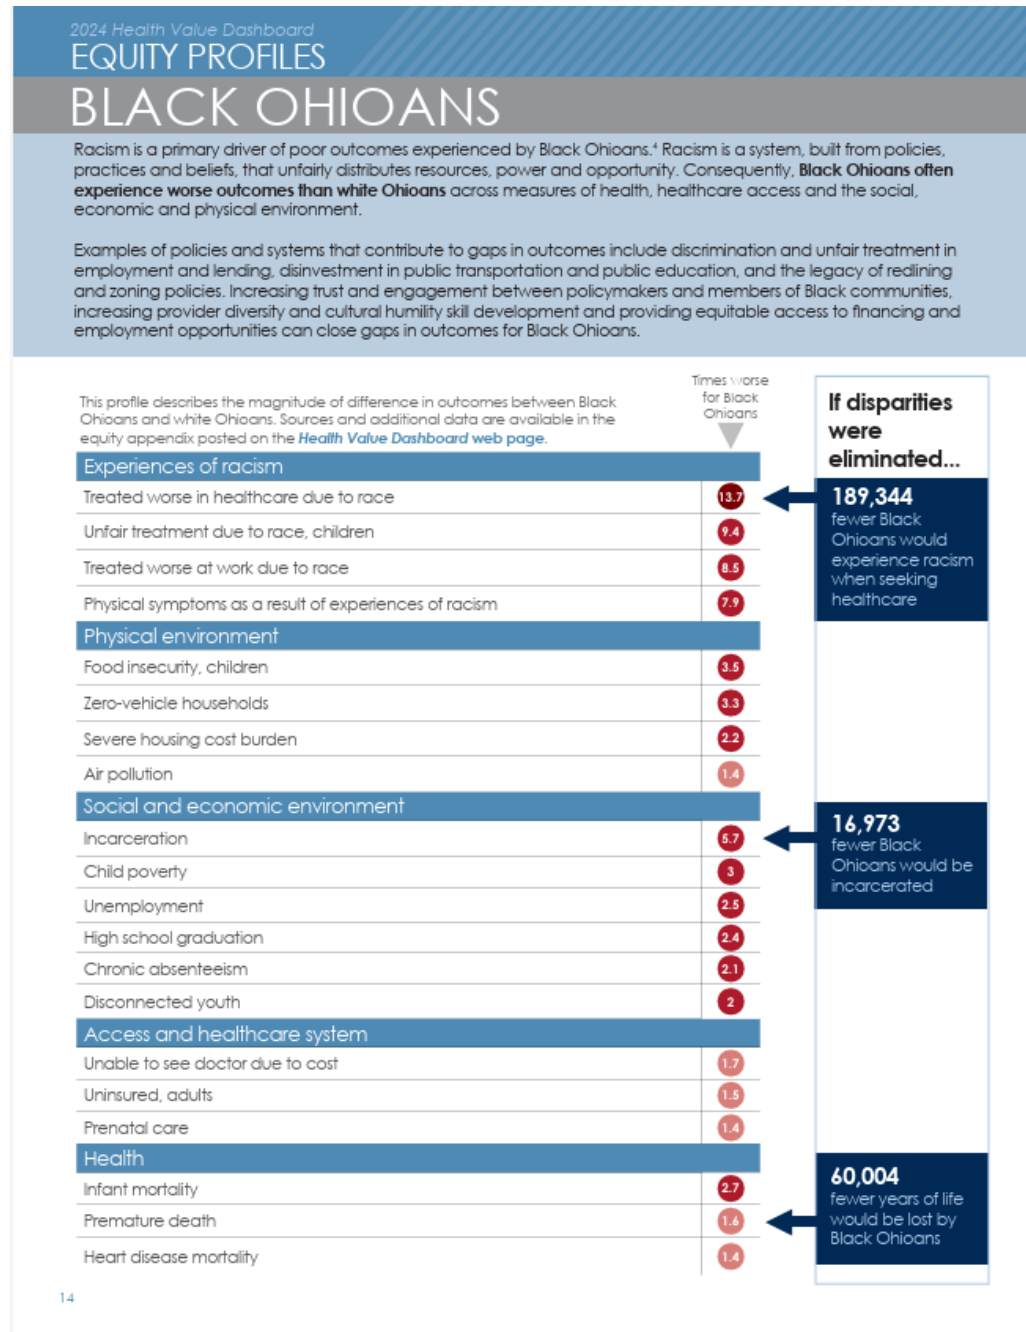 2024 Health Value Dashboard
EQUITY PROFILES
BLACK OHIOANS
Racism is a primary driver of poor outcomes experienced by Black Ohioans.⁴ Racism is a system, built from policies,
practices and beliefs, that unfairly distributes resources, power and opportunity. Consequently, Black Ohioans often
experience worse outcomes than white Ohioans across measures of health, healthcare access and the social,
economic and physical environment.
Examples of policies and systems that contribute to gaps in outcomes include discrimination and unfair treatment in
employment and lending, disinvestment in public transportation and public education, and the legacy of redlining
and zoning policies. Increasing trust and engagement between policymakers and members of Black communities,
increasing provider diversity and cultural humility skill development and providing equitable access to financing and
employment opportunities can close gaps in outcomes for Black Ohioans.
This profile describes the magnitude of difference in outcomes between Black
Ohioans and white Ohioans. Sources and additional data are available in the
equity appendix posted on the Health Value Dashboard web page.
Times worse
for Black
Ohioans
Experiences of racism
Treated worse in healthcare due to race 13.7
Unfair treatment due to race, children 9.4
Treated worse at work due to race 8.5
Physical symptoms as a result of experiences of racism 7.9
Physical environment
Food insecurity, children 3.5
Zero-vehicle households 3.3
Severe housing cost burden 2.2
Air pollution 1.4
Social and economic environment
Incarceration 5.7
Child poverty 3
Unemployment 2.5
High school graduation 2.4
Chronic absenteeism 2.1
Disconnected youth 2
Access and healthcare system
Unable to see doctor due to cost 1.7
Uninsured, adults 1.5
Prenatal care 1.4
Health
Infant mortality 2.7
Premature death 1.6
Heart disease mortality 1.4
If disparities
were
eliminated...
189,344
fewer Black
Ohioans would
experience racism
when seeking
healthcare
16,973
fewer Black
Ohioans would be
incarcerated
60,004
fewer years of life
would be lost by
Black Ohioans
14